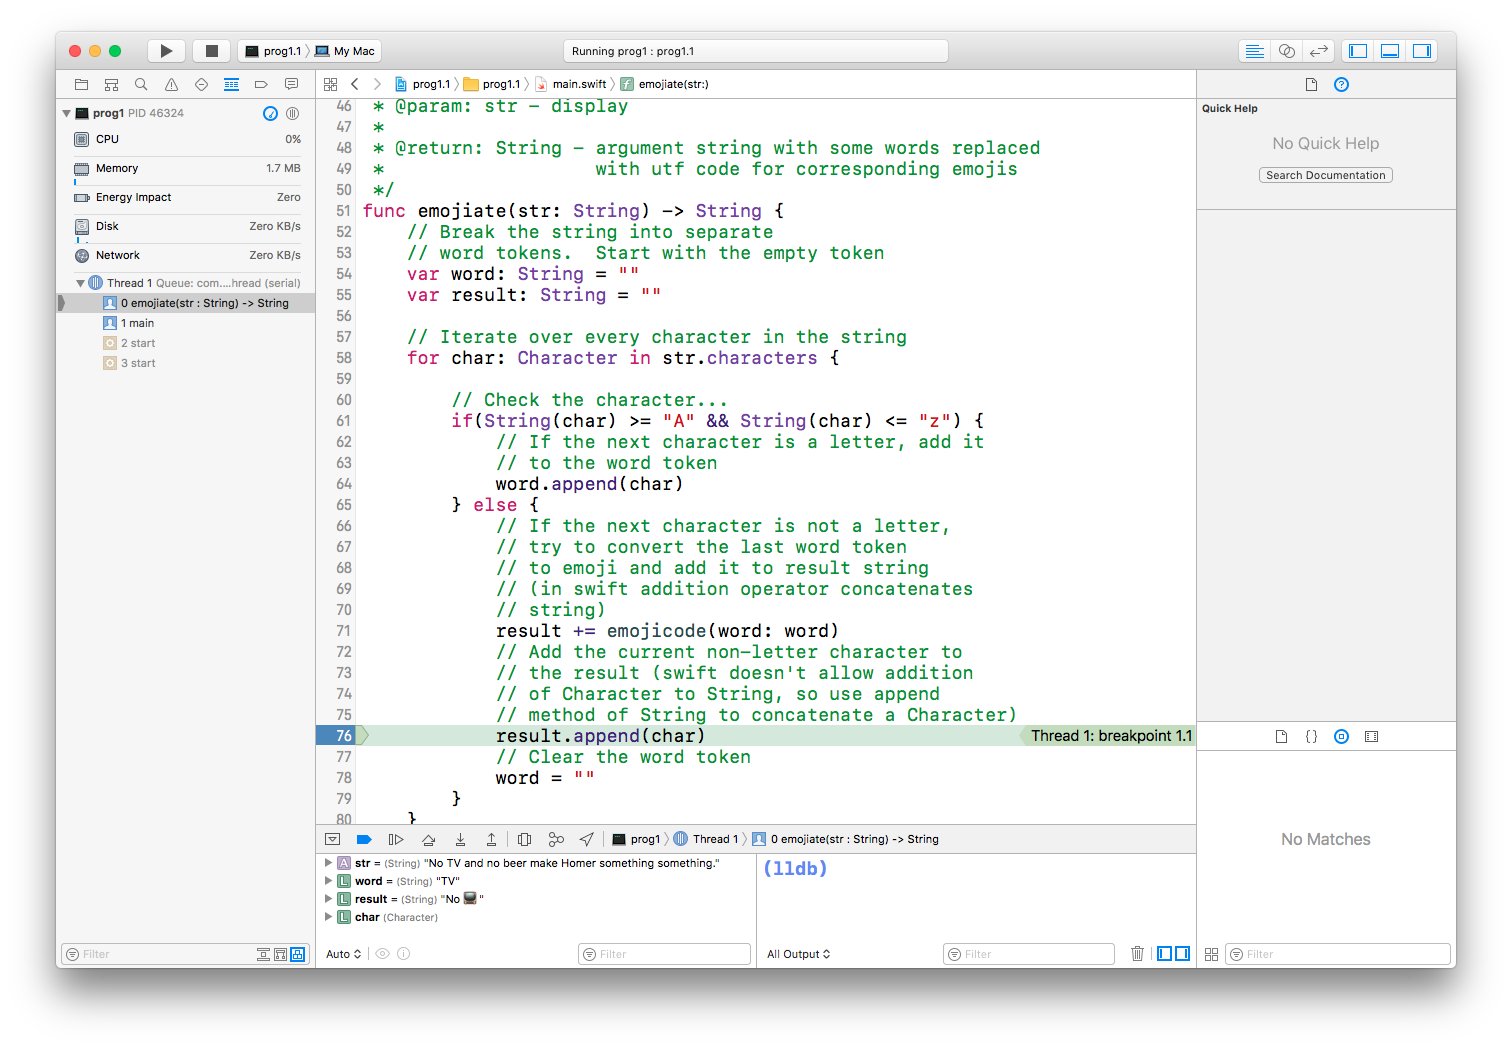 prog1.1 My Mac
Running prog1 : prog1.1
prog1.1 prog1.1 main.swift f emojiate(str:)
prog1 PID 46324
CPU 0%
Memory 1.7 MB
Energy Impact Zero
Disk Zero KB/s
Network Zero KB/s
Thread 1 Queue: com....hread (serial)
0 emojiate(str : String) -> String
1 main
2 start
3 start
Filter
46 * @param: str - display
47 *
48 * @return: String - argument string with some words replaced
49 * with utf code for corresponding emojis
50 */
51 func emojiate(str: String) -> String {
52 // Break the string into separate
53 // word tokens.  Start with the empty token
54 var word: String = ""
55 var result: String = ""
56
57 // Iterate over every character in the string
58 for char: Character in str.characters {
59
60 // Check the character...
61 if(String(char) >= "A" && String(char) <= "z") {
62 // If the next character is a letter, add it
63 // to the word token
64 word.append(char)
65 } else {
66 // If the next character is not a letter,
67 // try to convert the last word token
68 // to emoji and add it to result string
69 // (in swift addition operator concatenates
70 // string)
71 result += emojicode(word: word)
72 // Add the current non-letter character to
73 // the result (swift doesn't allow addition
74 // of Character to String, so use append
75 // method of String to concatenate a Character)
76 result.append(char) Thread 1: breakpoint 1.1
77 // Clear the word token
78 word = ""
79 }
80 }
prog1 Thread 1 0 emojiate(str : String) -> String
A str = (String) "No TV and no beer make Homer something something."
L word = (String) "TV"
L result = (String) "No 📺"
L char (Character)
Auto
Filter
(lldb)
All Output
Filter
Quick Help
No Quick Help
Search Documentation
{ }
No Matches
Filter